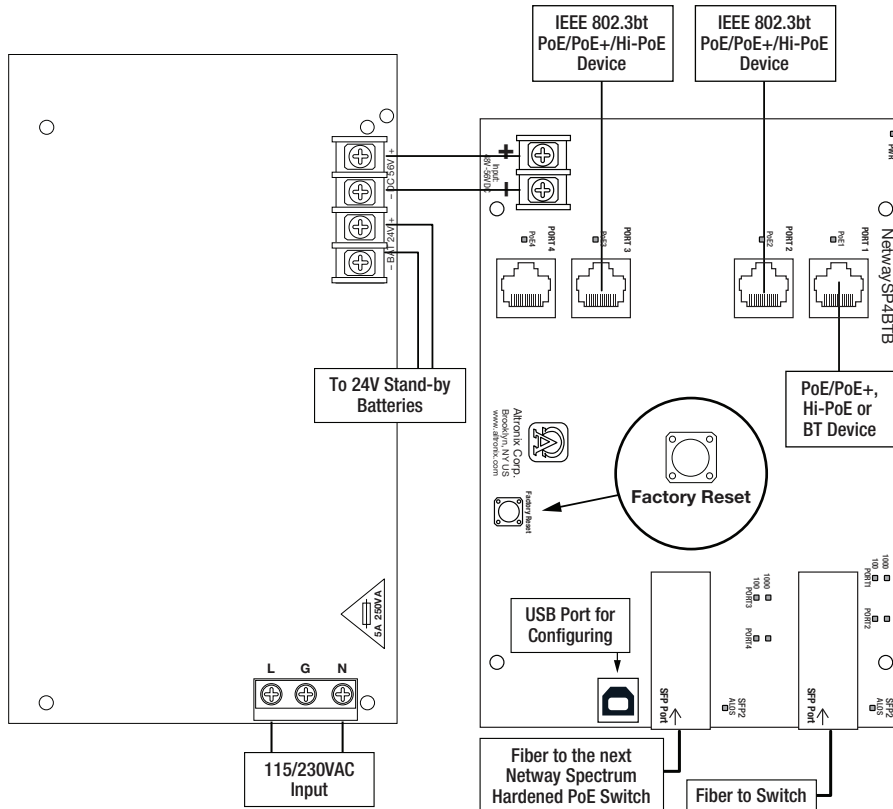 IEEE 802.3bt
PoE/PoE+/Hi-PoE
Device
IEEE 802.3bt
PoE/PoE+/Hi-PoE
Device
– DC 56V +
– BAT 24V +
+
–
Input:
48V-56VDC
PWR
PORT 4
PoE4
PORT 3
PoE3
PORT 2
PoE2
PORT 1
PoE1
NetwaySP4BTB
To 24V Stand-by
Batteries
PoE/PoE+,
Hi-PoE or
BT Device
Altronix Corp.
Brooklyn, NY US
www.altronix.com
Factory Reset
Factory Reset
5A 250VA
L G N
115/230VAC
Input
USB Port for
Configuring
SFP Port
1000
100
PORT3
PORT4
SFP2
ALOS
SFP Port
1000
100
PORT1
PORT2
SFP2
ALOS
Fiber to the next
Netway Spectrum
Hardened PoE Switch
Fiber to Switch